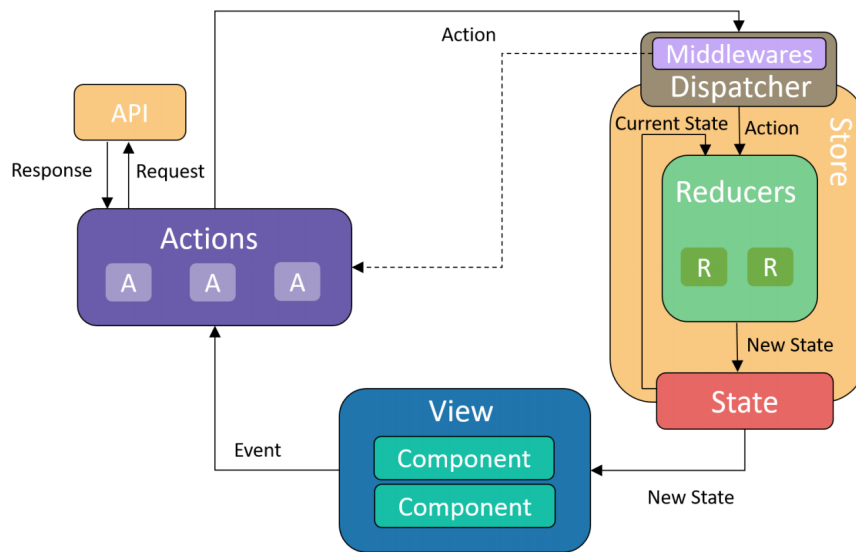 Action
Middlewares
Dispatcher
Store
API
Current State
Action
Response
Request
Reducers
Actions
A
A
A
R
R
New State
State
View
Event
Component
Component
New State